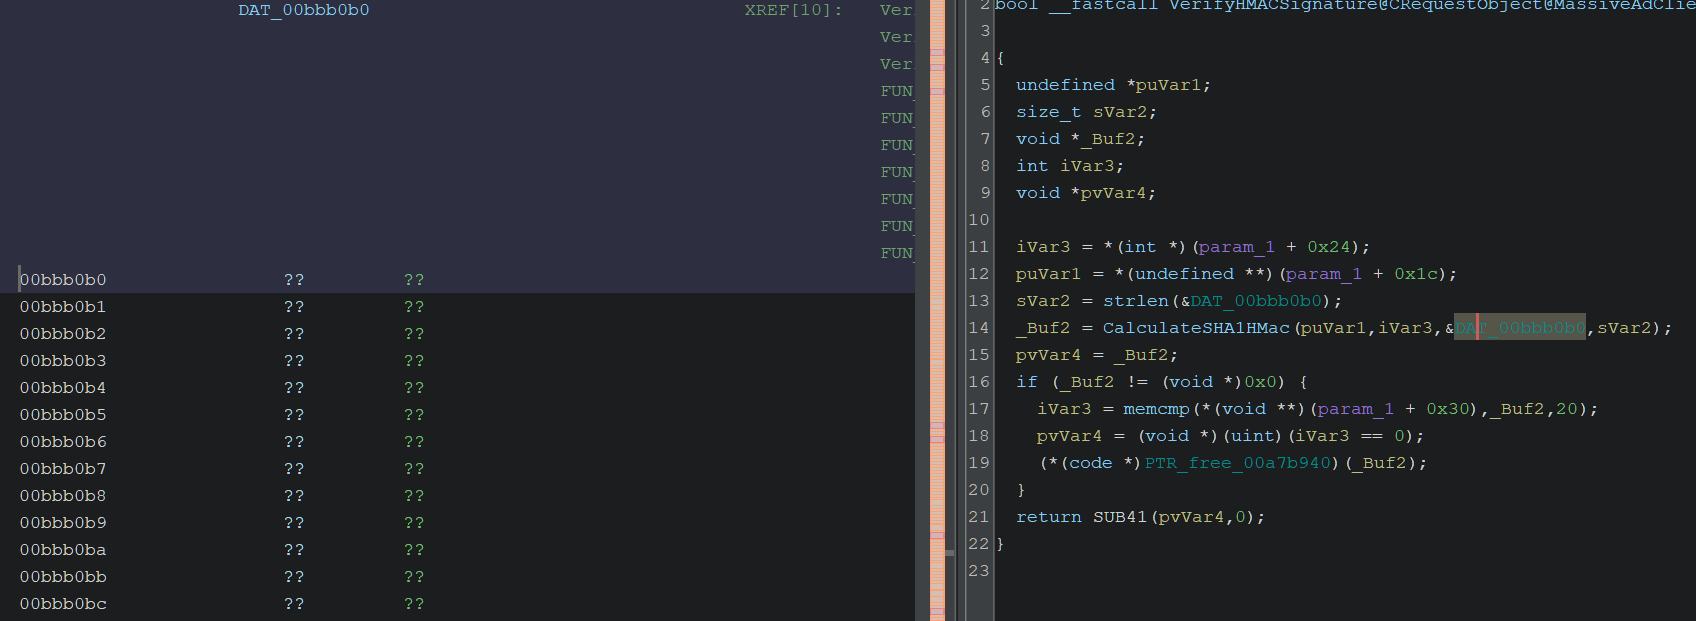 DAT_00bbb0b0 XREF[10]: Ver
Ver
Ver
FUN_
FUN_
FUN_
FUN_
FUN_
FUN_
FUN_
00bbb0b0 ?? ??
00bbb0b1 ?? ??
00bbb0b2 ?? ??
00bbb0b3 ?? ??
00bbb0b4 ?? ??
00bbb0b5 ?? ??
00bbb0b6 ?? ??
00bbb0b7 ?? ??
00bbb0b8 ?? ??
00bbb0b9 ?? ??
00bbb0ba ?? ??
00bbb0bb ?? ??
00bbb0bc ?? ??
2 bool __fastcall VerifyHMACSignature@CRequestObject@MassiveAdClie
3
4 {
5 undefined *puVar1;
6 size_t sVar2;
7 void *_Buf2;
8 int iVar3;
9 void *pvVar4;
10
11 iVar3 = *(int *)(param_1 + 0x24);
12 puVar1 = *(undefined **)(param_1 + 0x1c);
13 sVar2 = strlen(&DAT_00bbb0b0);
14 _Buf2 = CalculateSHA1HMac(puVar1,iVar3,&DAT_00bbb0b0,sVar2);
15 pvVar4 = _Buf2;
16 if (_Buf2 != (void *)0x0) {
17 iVar3 = memcmp(*(void **)(param_1 + 0x30),_Buf2,20);
18 pvVar4 = (void *)(uint)(iVar3 == 0);
19 (*(code *)PTR_free_00a7b940)(_Buf2);
20 }
21 return SUB41(pvVar4,0);
22 }
23